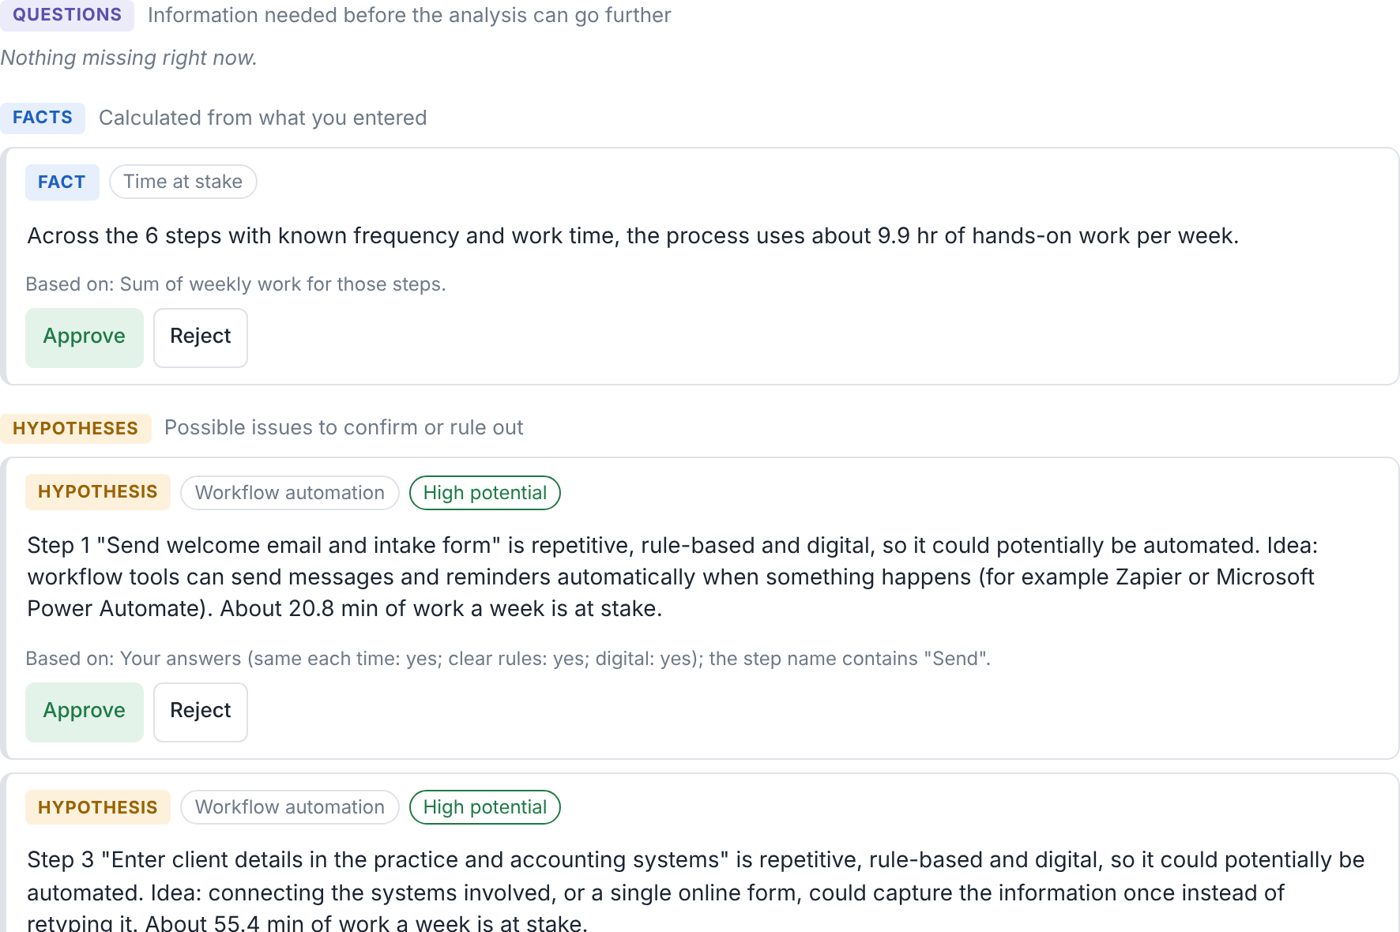 QUESTIONS Information needed before the analysis can go further
Nothing missing right now.
FACTS Calculated from what you entered
FACT Time at stake
Across the 6 steps with known frequency and work time, the process uses about 9.9 hr of hands-on work per week.
Based on: Sum of weekly work for those steps.
Approve Reject
HYPOTHESES Possible issues to confirm or rule out
HYPOTHESIS Workflow automation High potential
Step 1 "Send welcome email and intake form" is repetitive, rule-based and digital, so it could potentially be automated. Idea:
workflow tools can send messages and reminders automatically when something happens (for example Zapier or Microsoft
Power Automate). About 20.8 min of work a week is at stake.
Based on: Your answers (same each time: yes; clear rules: yes; digital: yes); the step name contains "Send".
Approve Reject
HYPOTHESIS Workflow automation High potential
Step 3 "Enter client details in the practice and accounting systems" is repetitive, rule-based and digital, so it could potentially be
automated. Idea: connecting the systems involved, or a single online form, could capture the information once instead of
retyping it. About 55.4 min of work a week is at stake.